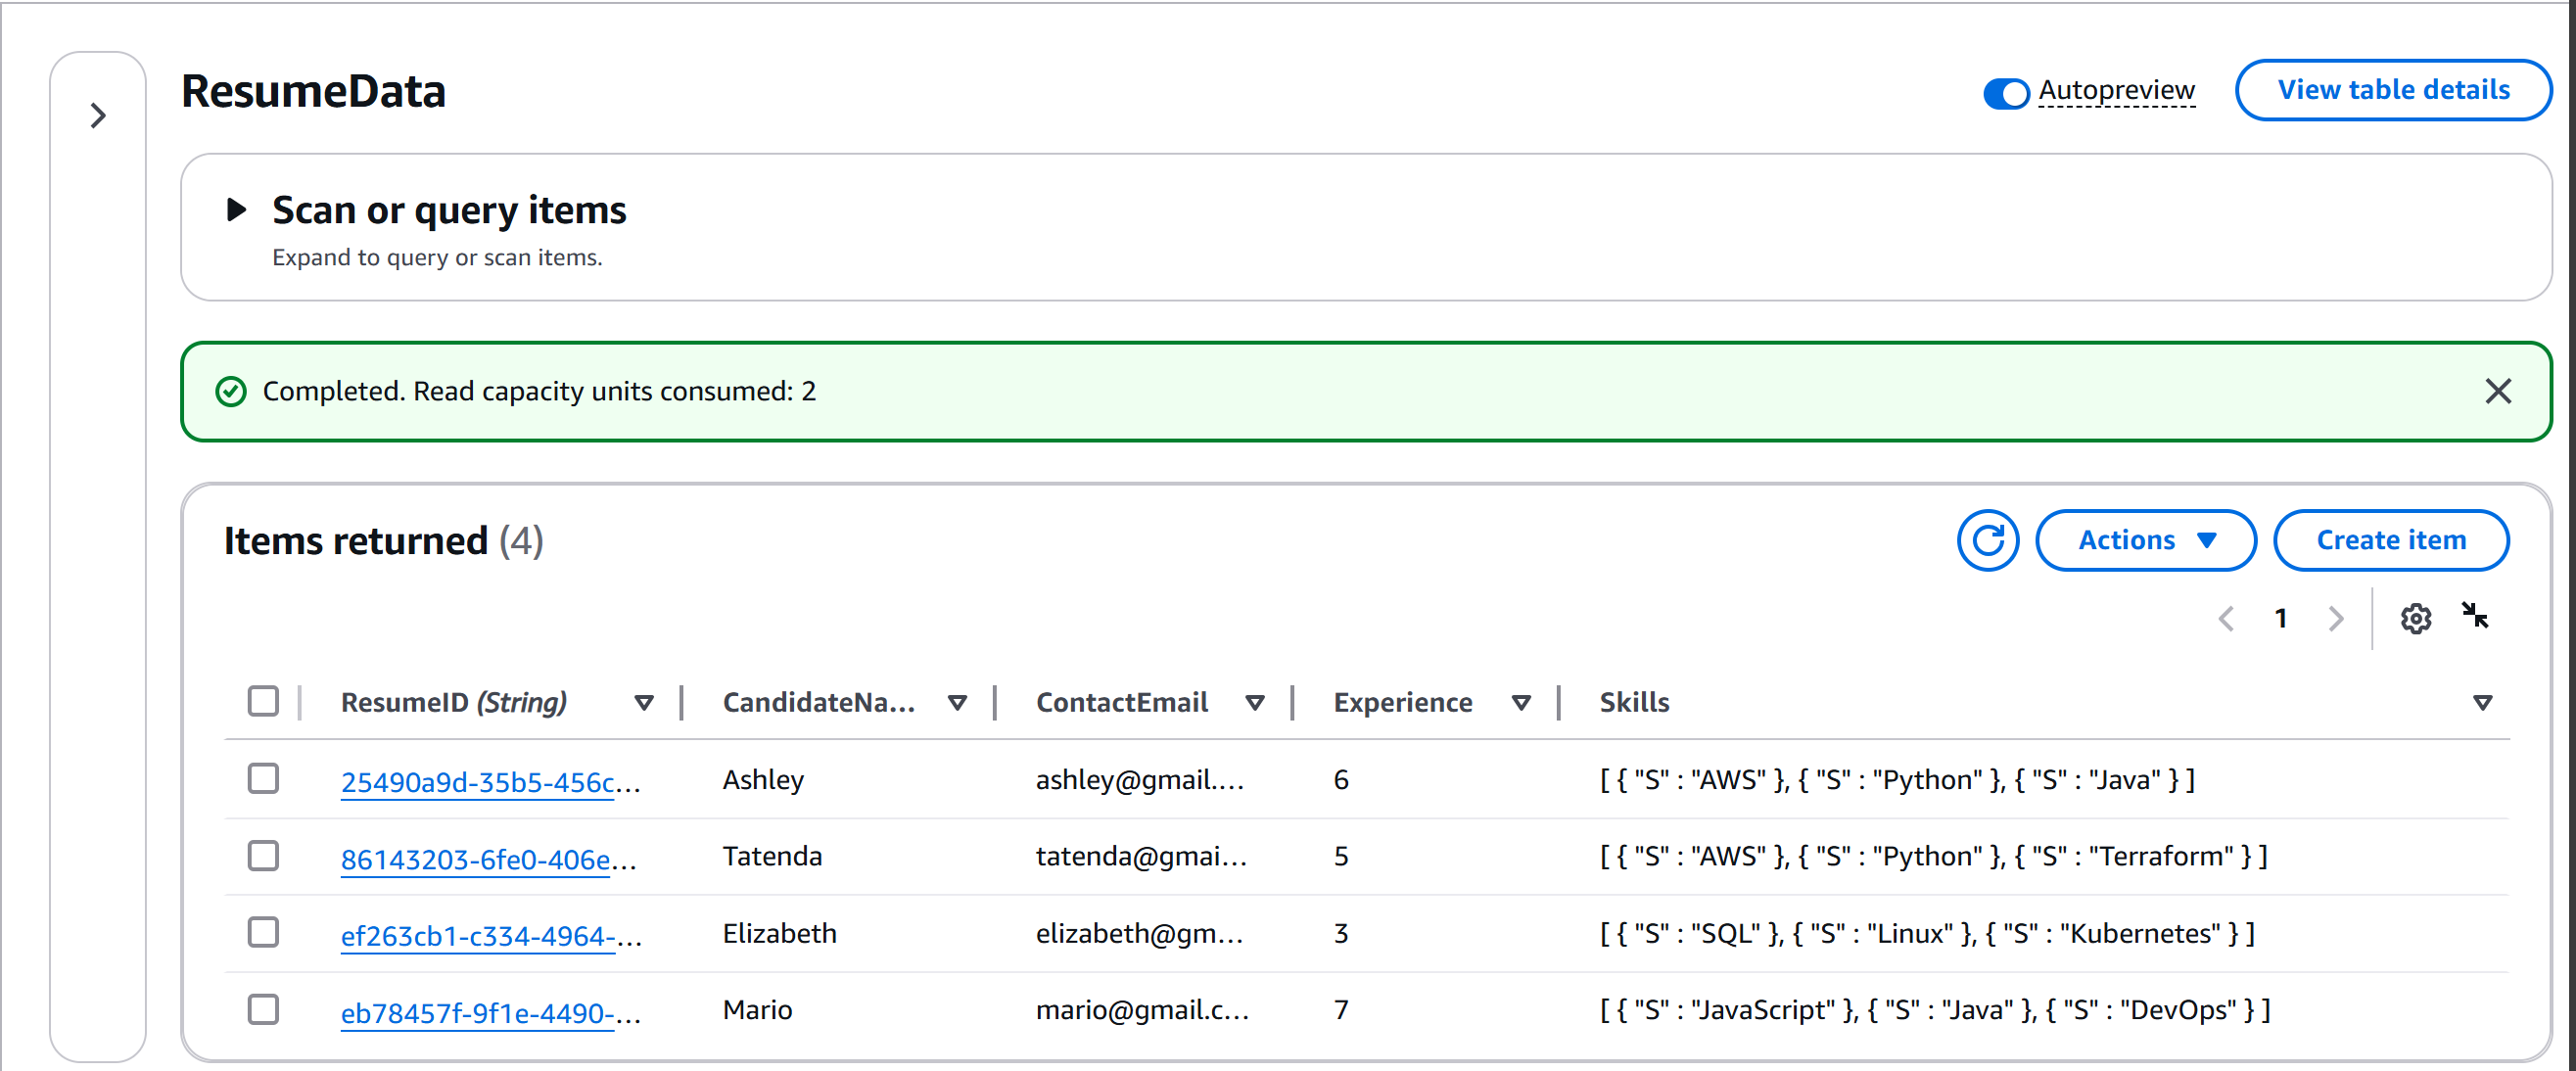 ResumeData
Autopreview
View table details
Scan or query items
Expand to query or scan items.
Completed. Read capacity units consumed: 2
Items returned (4)
Actions
Create item
1
ResumeID (String) CandidateNa... ContactEmail Experience Skills
25490a9d-35b5-456c... Ashley ashley@gmail.... 6 [ { "S" : "AWS" }, { "S" : "Python" }, { "S" : "Java" } ]
86143203-6fe0-406e... Tatenda tatenda@gmai... 5 [ { "S" : "AWS" }, { "S" : "Python" }, { "S" : "Terraform" } ]
ef263cb1-c334-4964-... Elizabeth elizabeth@gm... 3 [ { "S" : "SQL" }, { "S" : "Linux" }, { "S" : "Kubernetes" } ]
eb78457f-9f1e-4490-... Mario mario@gmail.c... 7 [ { "S" : "JavaScript" }, { "S" : "Java" }, { "S" : "DevOps" } ]